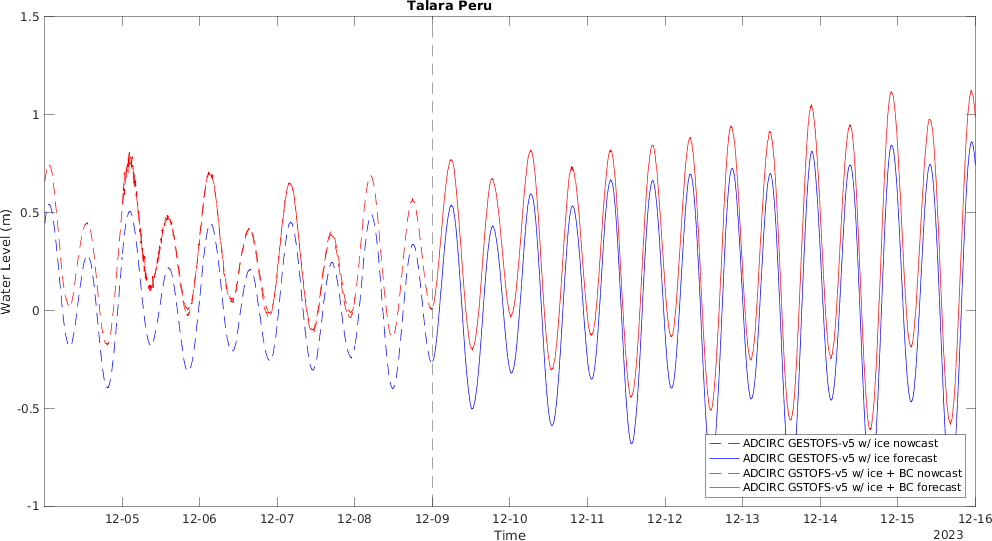 Talara Peru
1.5
1
0.5
0
-0.5
-1
Water Level (m)
ADCIRC GESTOFS-v5 w/ ice nowcast
ADCIRC GESTOFS-v5 w/ ice forecast
ADCIRC GSTOFS-v5 w/ ice + BC nowcast
ADCIRC GSTOFS-v5 w/ ice + BC forecast
12-05 12-06 12-07 12-08 12-09 12-10 12-11 12-12 12-13 12-14 12-15 12-16
Time
2023